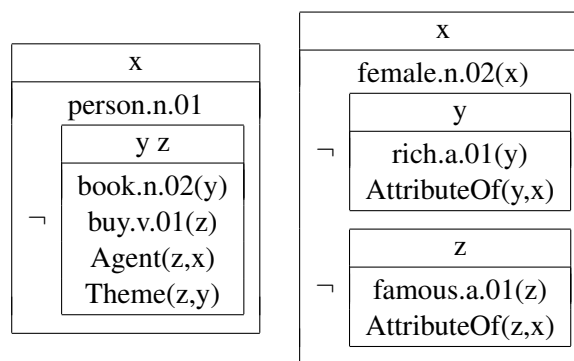 x
person.n.01
¬
y z
book.n.02(y)
buy.v.01(z)
Agent(z,x)
Theme(z,y)
x
female.n.02(x)
¬
y
rich.a.01(y)
AttributeOf(y,x)
¬
z
famous.a.01(z)
AttributeOf(z,x)